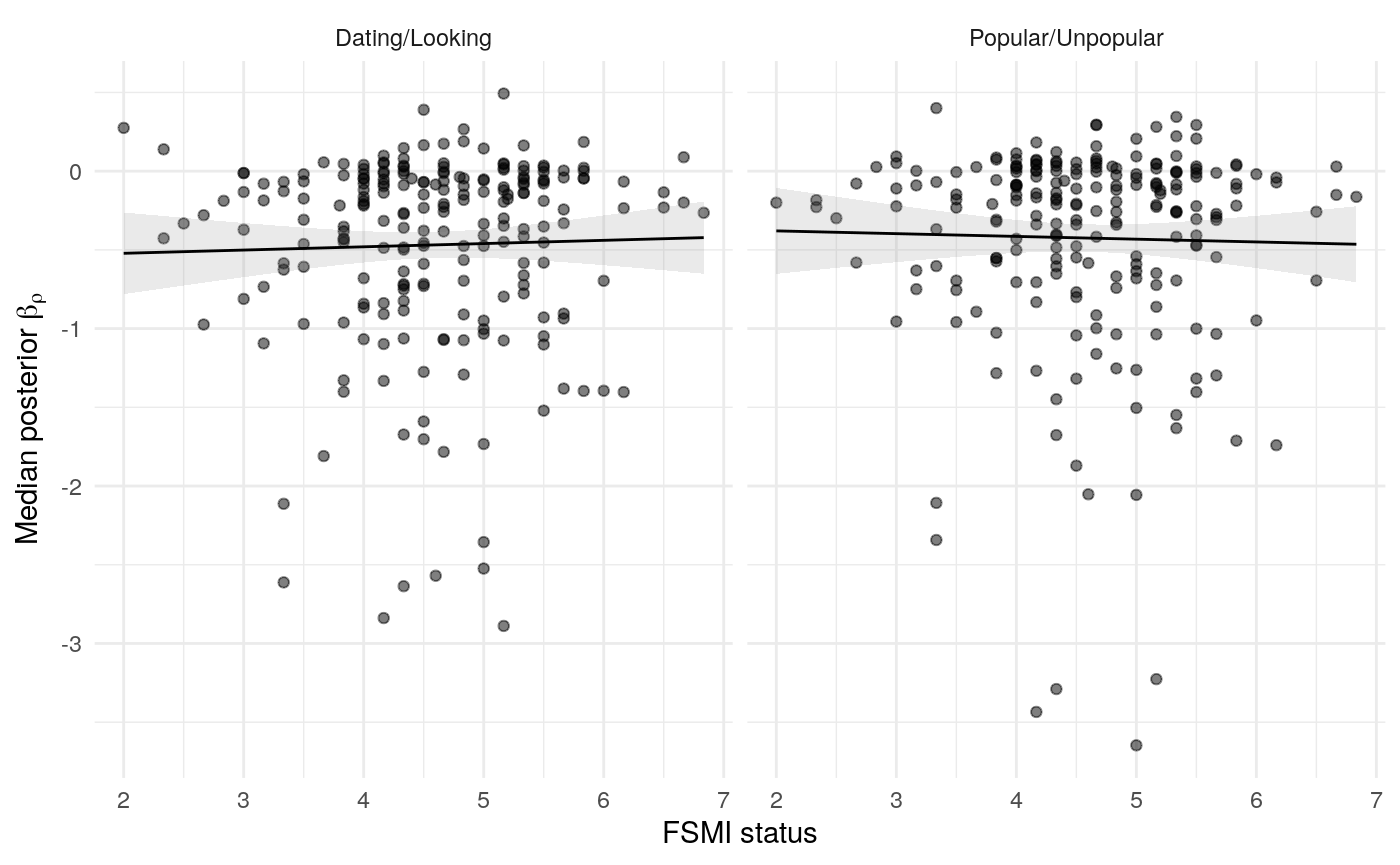 Dating/Looking
Popular/Unpopular
Median posterior βρ
0
-1
-2
-3
2 3 4 5 6 7
2 3 4 5 6 7
FSMI status